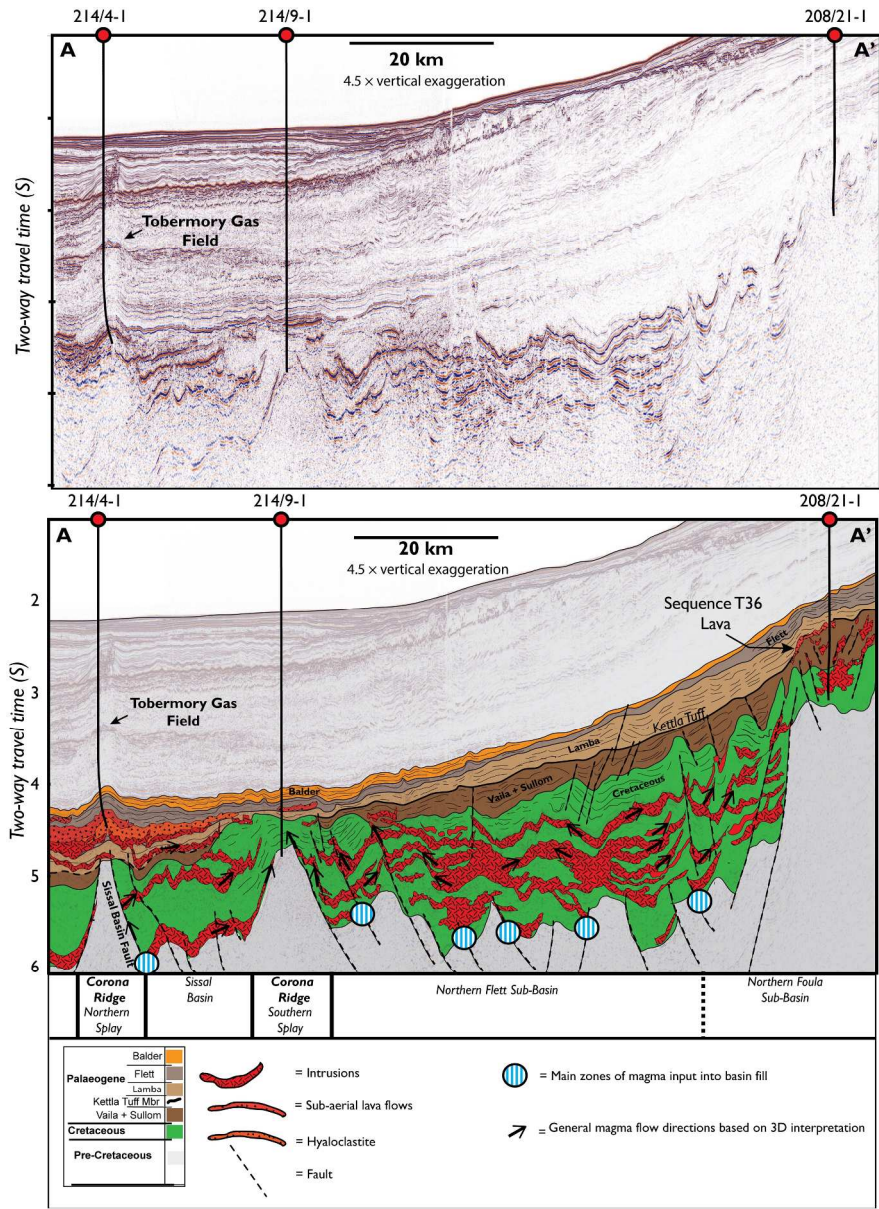 214/4-1
214/9-1
208/21-1
A
A'
20 km
4.5 × vertical exaggeration
Two-way travel time (S)
Tobermory Gas
Field
214/4-1
214/9-1
208/21-1
A
A'
20 km
4.5 × vertical exaggeration
Two-way travel time (S)
2
3
4
5
6
Sequence T36
Lava
Tobermory Gas
Field
Flett
Kettla Tuff
Lamba
Balder
Vaila + Sullom
Cretaceous
Sissal Basin Fault
Corona
Ridge
Northern
Splay
Sissal
Basin
Corona
Ridge
Southern
Splay
Northern Flett Sub-Basin
Northern Foula
Sub-Basin
Balder
Palaeogene
Flett
Lamba
Kettla Tuff Mbr
Vaila + Sullom
Cretaceous
Pre-Cretaceous
= Intrusions
= Sub-aerial lava flows
= Hyaloclastite
= Fault
= Main zones of magma input into basin fill
= General magma flow directions based on 3D interpretation